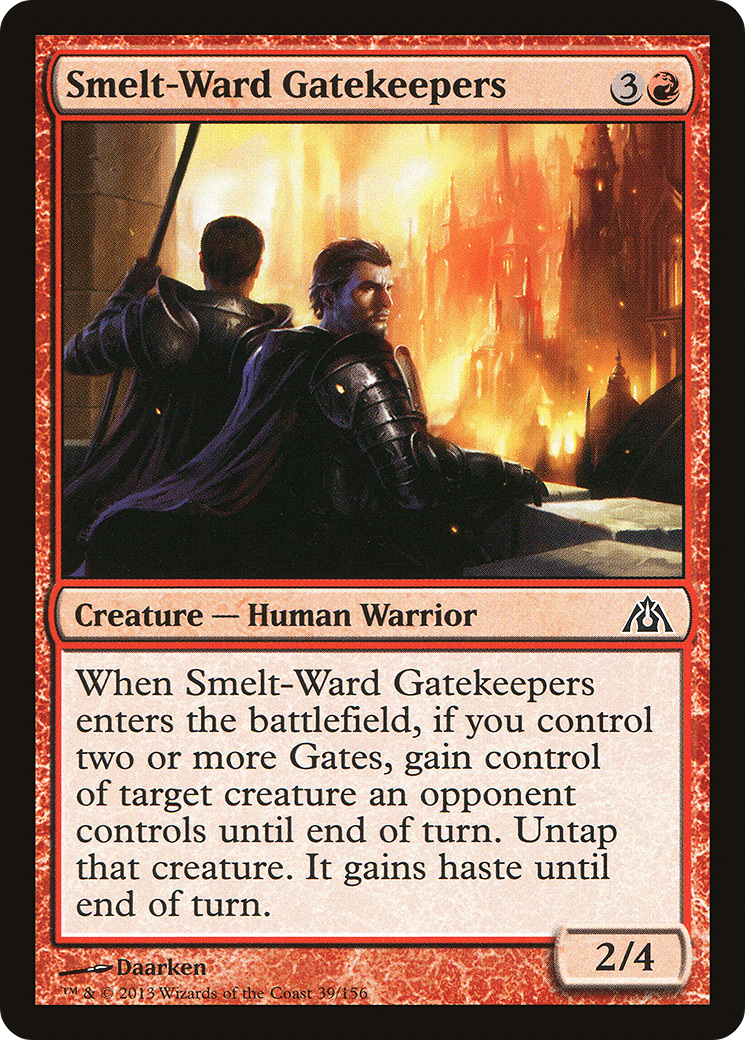 Smelt-Ward Gatekeepers 3
Creature — Human Warrior
When Smelt-Ward Gatekeepers
enters the battlefield, if you control
two or more Gates, gain control
of target creature an opponent
controls until end of turn. Untap
that creature. It gains haste until
end of turn.
2/4
Daarken
™ & © 2013 Wizards of the Coast 39/156